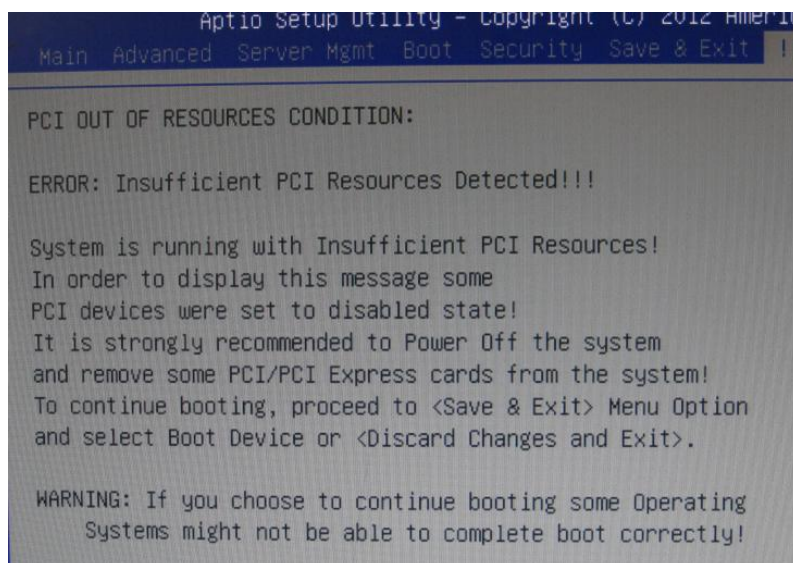 Aptio Setup Utility - Copyright (C) 2012 Ameri
Main Advanced Server Mgmt Boot Security Save & Exit !
PCI OUT OF RESOURCES CONDITION:
ERROR: Insufficient PCI Resources Detected!!!
System is running with Insufficient PCI Resources!
In order to display this message some
PCI devices were set to disabled state!
It is strongly recommended to Power Off the system
and remove some PCI/PCI Express cards from the system!
To continue booting, proceed to <Save & Exit> Menu Option
and select Boot Device or <Discard Changes and Exit>.
WARNING: If you choose to continue booting some Operating
Systems might not be able to complete boot correctly!